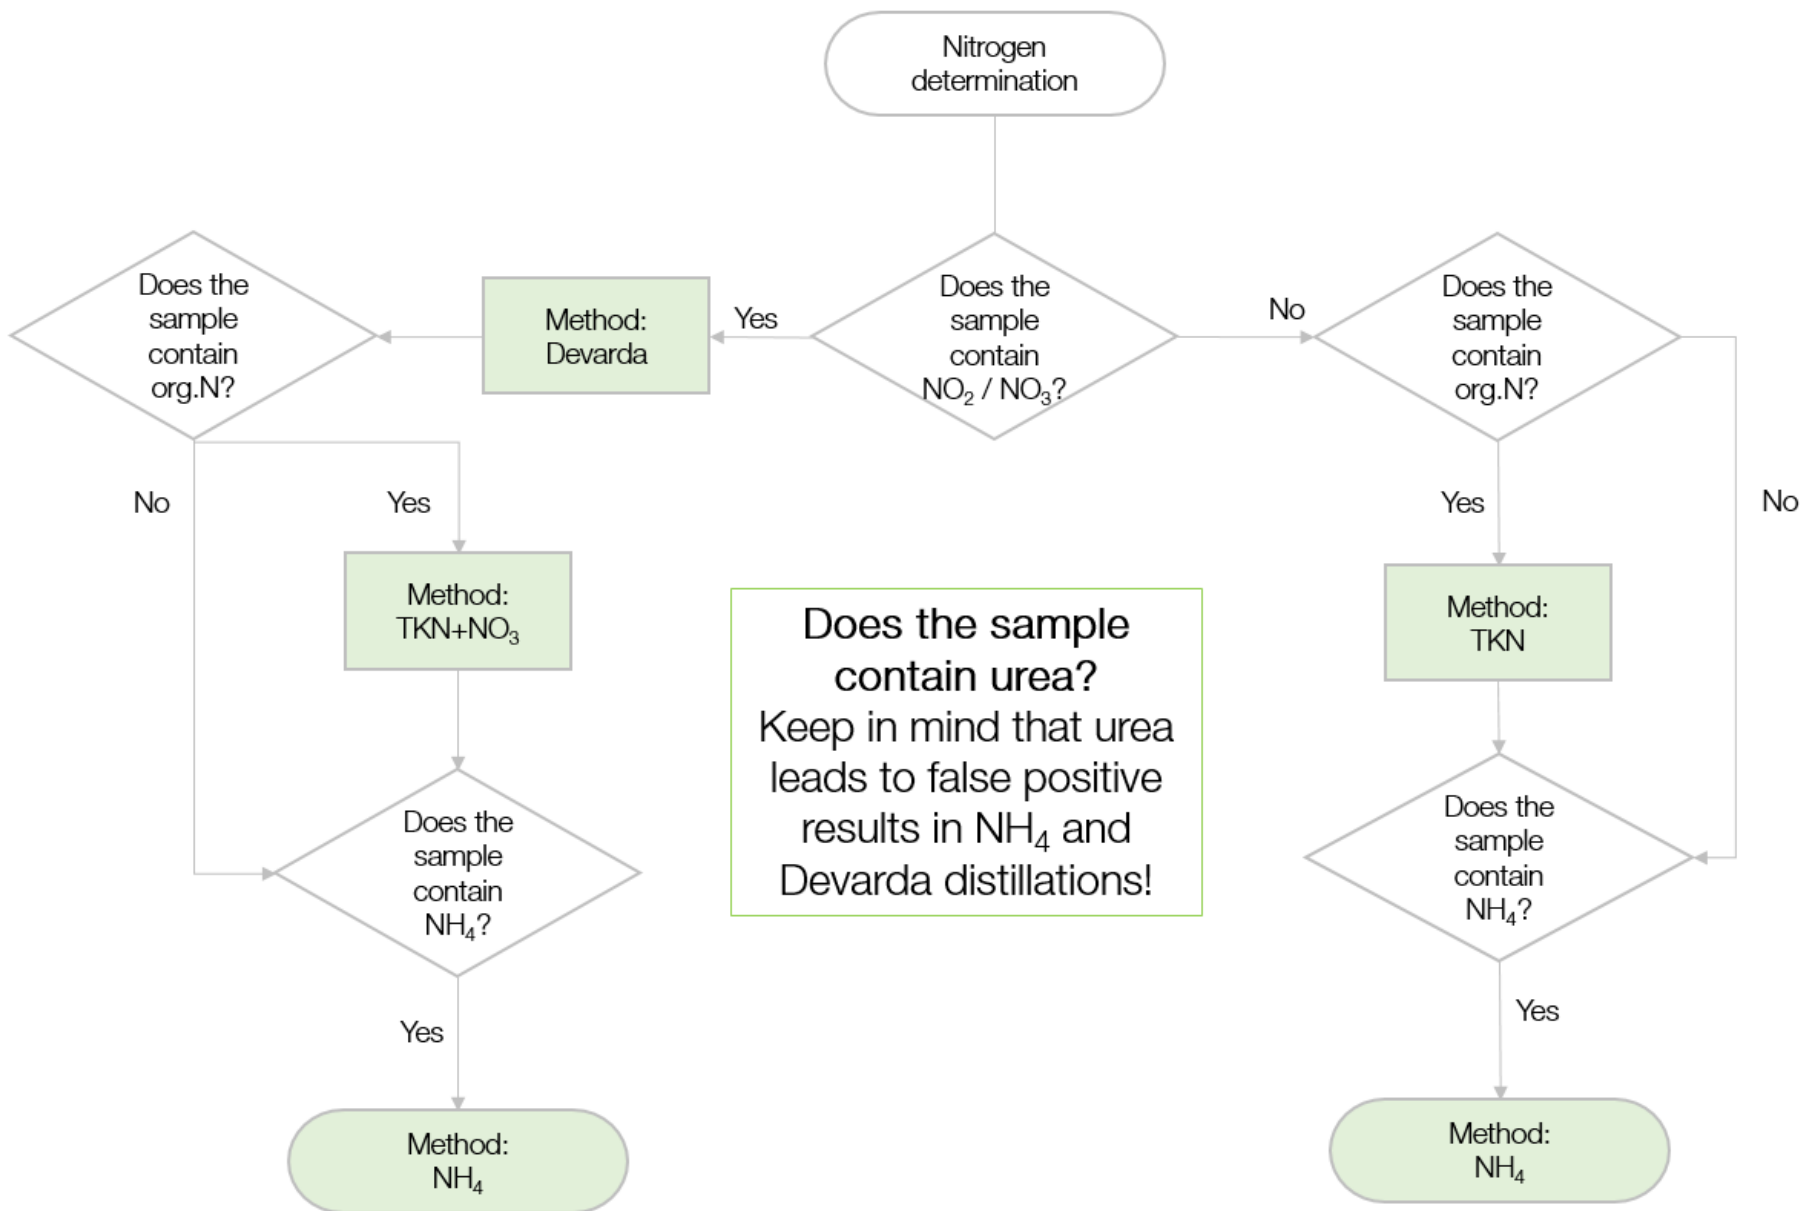 Nitrogen
determination
Does the
sample
contain
org.N?
Method:
Devarda
Yes
Does the
sample
contain
NO₂ / NO₃?
No
Does the
sample
contain
org.N?
No
Yes
Yes
No
Method:
TKN+NO₃
Does the sample
contain urea?
Keep in mind that urea
leads to false positive
results in NH₄ and
Devarda distillations!
Method:
TKN
Does the
sample
contain
NH₄?
Does the
sample
contain
NH₄?
Yes
Yes
Method:
NH₄
Method:
NH₄